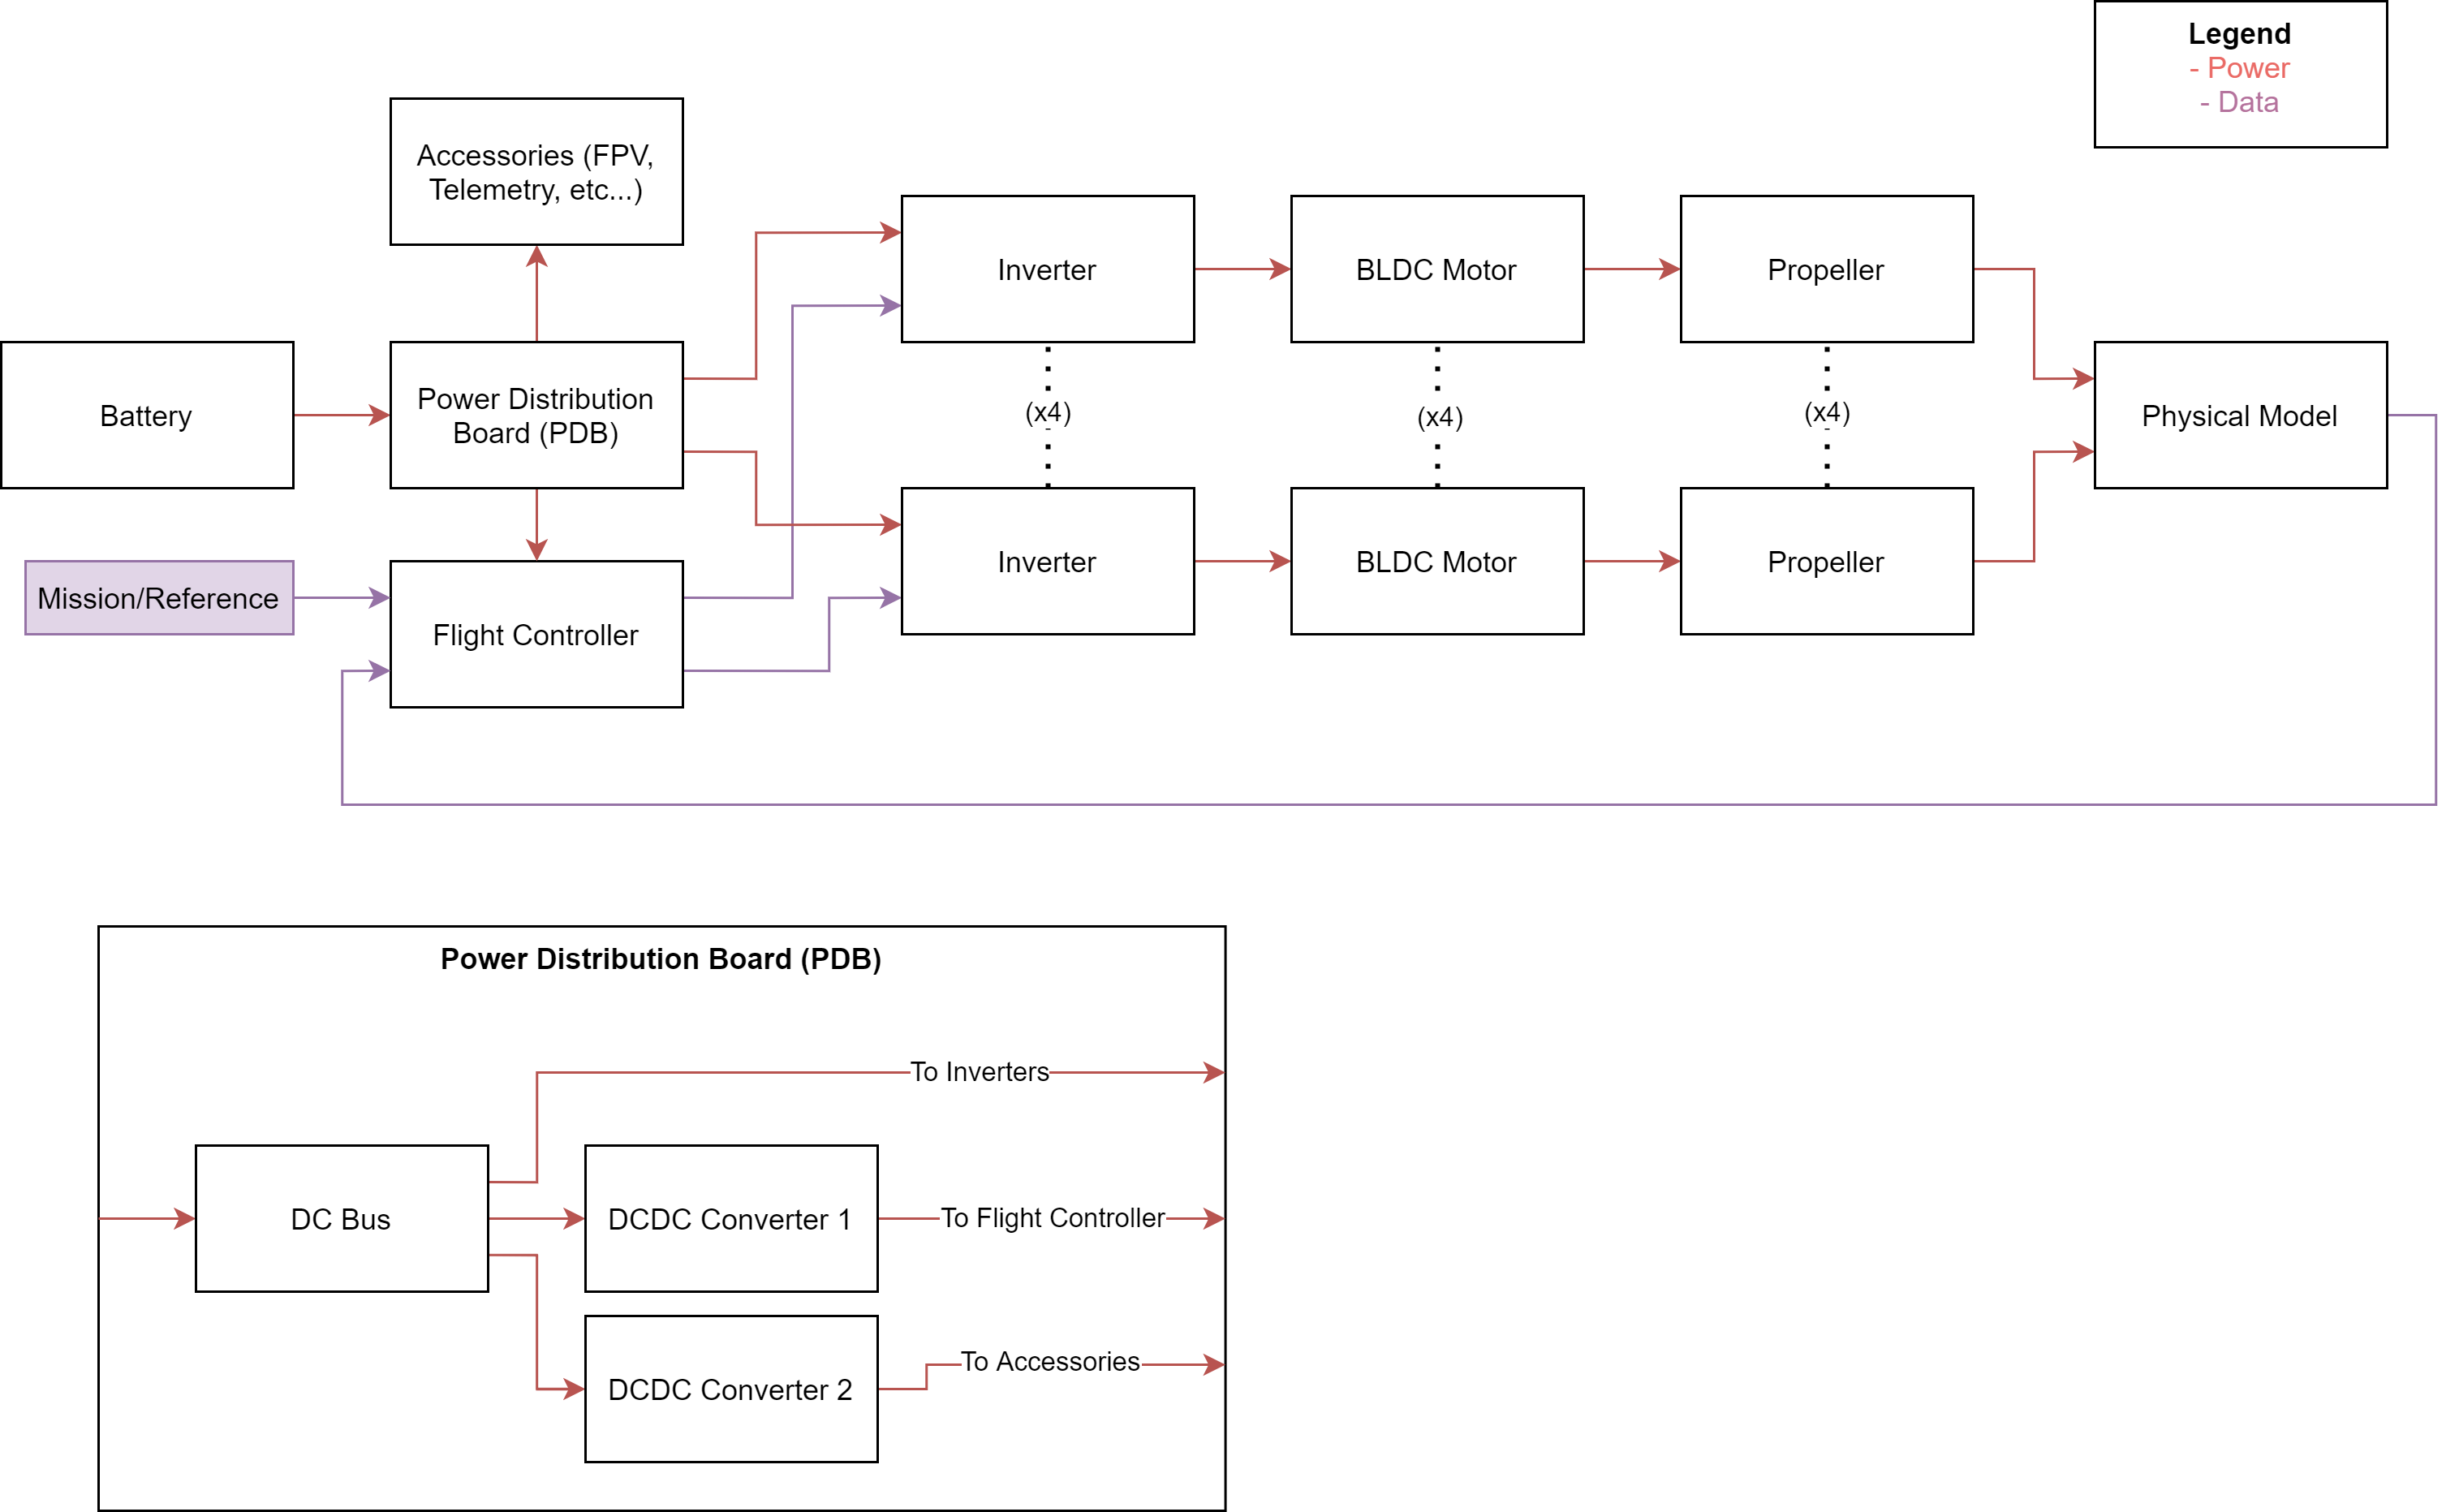 Legend
- Power
- Data
Accessories (FPV,
Telemetry, etc...)
Inverter
BLDC Motor
Propeller
Battery
Power Distribution
Board (PDB)
(x4)
(x4)
(x4)
Physical Model
Mission/Reference
Flight Controller
Inverter
BLDC Motor
Propeller
Power Distribution Board (PDB)
To Inverters
DC Bus
DCDC Converter 1
To Flight Controller
To Accessories
DCDC Converter 2